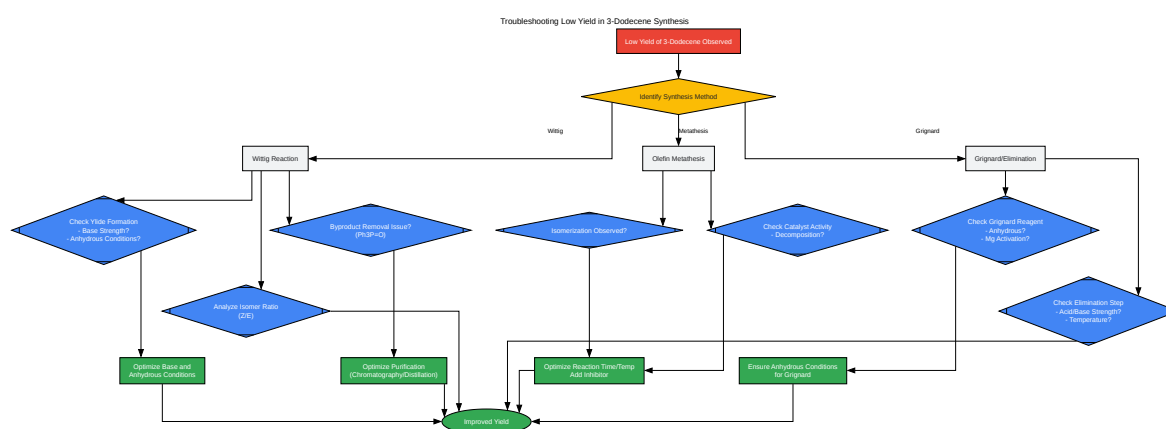 Troubleshooting Low Yield in 3-Dodecene Synthesis
Low Yield of 3-Dodecene Observed
Identify Synthesis Method
Wittig
Metathesis
Grignard
Wittig Reaction
Olefin Metathesis
Grignard/Elimination
Check Ylide Formation
- Base Strength?
- Anhydrous Conditions?
Byproduct Removal Issue?
(Ph3P=O)
Isomerization Observed?
Check Catalyst Activity
- Decomposition?
Check Grignard Reagent
- Anhydrous?
- Mg Activation?
Analyze Isomer Ratio
(Z/E)
Check Elimination Step
- Acid/Base Strength?
- Temperature?
Optimize Base and
Anhydrous Conditions
Optimize Purification
(Chromatography/Distillation)
Optimize Reaction Time/Temp
Add Inhibitor
Ensure Anhydrous Conditions
for Grignard
Improved Yield